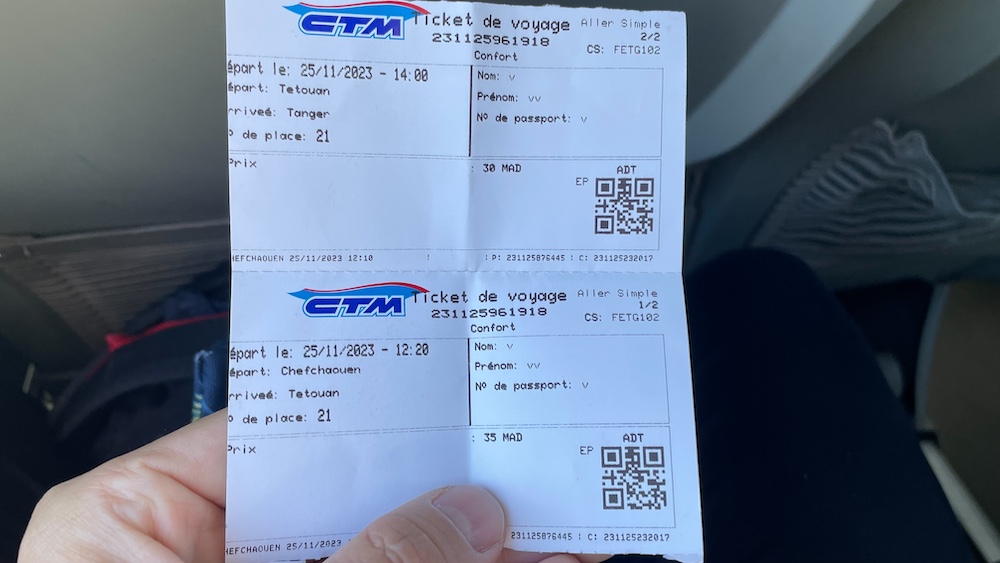 CTM Ticket de voyage Aller Simple
231125961918 2/2
CS: FETG102
Confort
épart le: 25/11/2023 - 14:00
Nom: v
épart: Tetouan
Prénom: vv
rriveé: Tanger
Nº de passport: v
º de place: 21
Prix : 30 MAD
ADT
EP
HEFCHAOUEN 25/11/2023 12:10 : : P: 231125876445 : C: 231125232017
CTM Ticket de voyage Aller Simple
231125961918 1/2
CS: FETG102
Confort
épart le: 25/11/2023 - 12:20
Nom: v
épart: Chefchaouen
Prénom: vv
rriveé: Tetouan
Nº de passport: v
º de place: 21
Prix : 35 MAD
ADT
EP
HEFCHAOUEN 25/11/2023 231125876445 : C: 231125232017